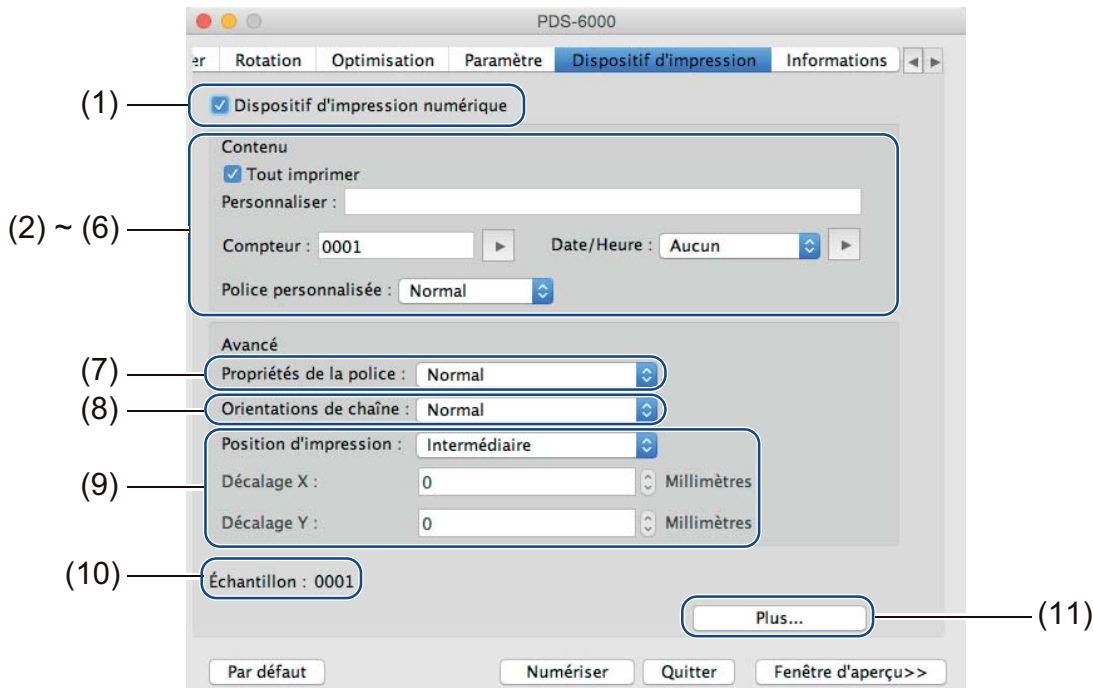 PDS-6000
er Rotation Optimisation Paramètre Dispositif d'impression Informations
(1) Dispositif d'impression numérique
Contenu
Tout imprimer
Personnaliser :
(2) ~ (6)
Compteur : 0001 Date/Heure : Aucun
Police personnalisée : Normal
Avancé
(7) Propriétés de la police : Normal
(8) Orientations de chaîne : Normal
Position d'impression : Intermédiaire
(9) Décalage X : 0 Millimètres
Décalage Y : 0 Millimètres
(10) Échantillon : 0001
Plus... (11)
Par défaut Numériser Quitter Fenêtre d'aperçu>>